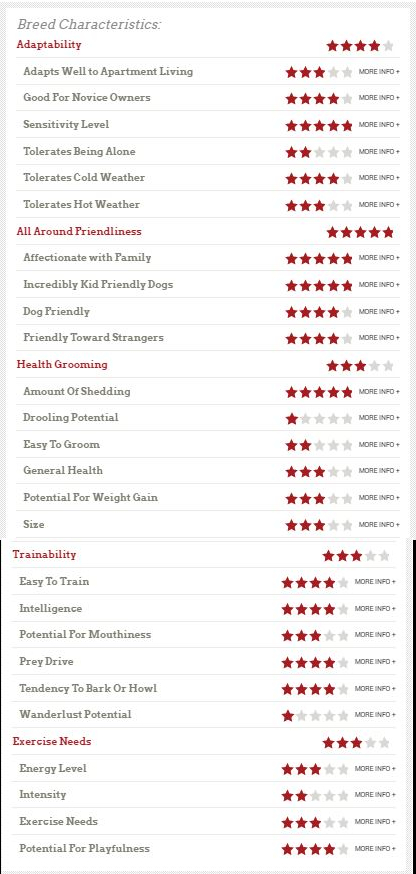 Breed Characteristics:
Adaptability
Adapts Well to Apartment Living MORE INFO +
Good For Novice Owners MORE INFO +
Sensitivity Level MORE INFO +
Tolerates Being Alone MORE INFO +
Tolerates Cold Weather MORE INFO +
Tolerates Hot Weather MORE INFO +
All Around Friendliness
Affectionate with Family MORE INFO +
Incredibly Kid Friendly Dogs MORE INFO +
Dog Friendly MORE INFO +
Friendly Toward Strangers MORE INFO +
Health Grooming
Amount Of Shedding MORE INFO +
Drooling Potential MORE INFO +
Easy To Groom MORE INFO +
General Health MORE INFO +
Potential For Weight Gain MORE INFO +
Size MORE INFO +
Trainability
Easy To Train MORE INFO +
Intelligence MORE INFO +
Potential For Mouthiness MORE INFO +
Prey Drive MORE INFO +
Tendency To Bark Or Howl MORE INFO +
Wanderlust Potential MORE INFO +
Exercise Needs
Energy Level MORE INFO +
Intensity MORE INFO +
Exercise Needs MORE INFO +
Potential For Playfulness MORE INFO +